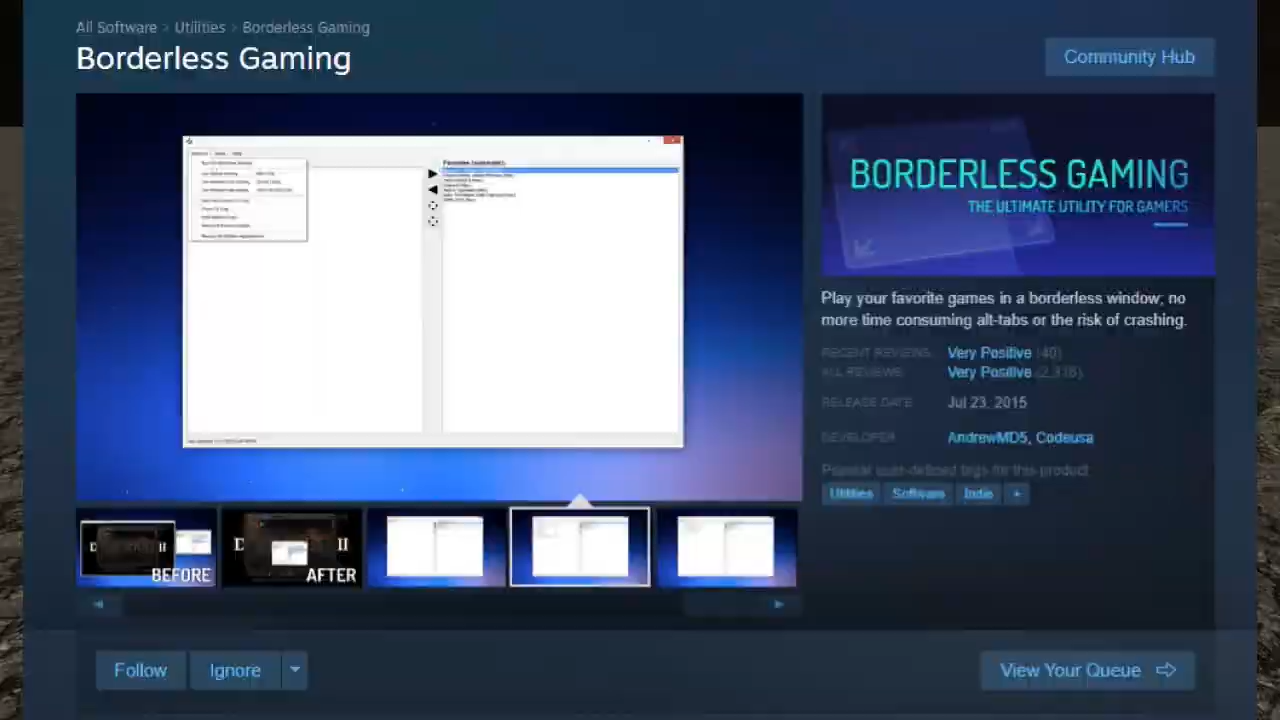 All Software > Utilities > Borderless Gaming
Borderless Gaming
Community Hub
BORDERLESS GAMING
THE ULTIMATE UTILITY FOR GAMERS
Play your favorite games in a borderless window; no
more time consuming alt-tabs or the risk of crashing.
RECENT REVIEWS: Very Positive (40)
ALL REVIEWS: Very Positive
RELEASE DATE: Jul 23, 2015
DEVELOPER: AndrewMD5, Codeusa
Popular user-defined tags for this product:
Utilities Software Indie +
BEFORE
AFTER
Follow
Ignore
View Your Queue